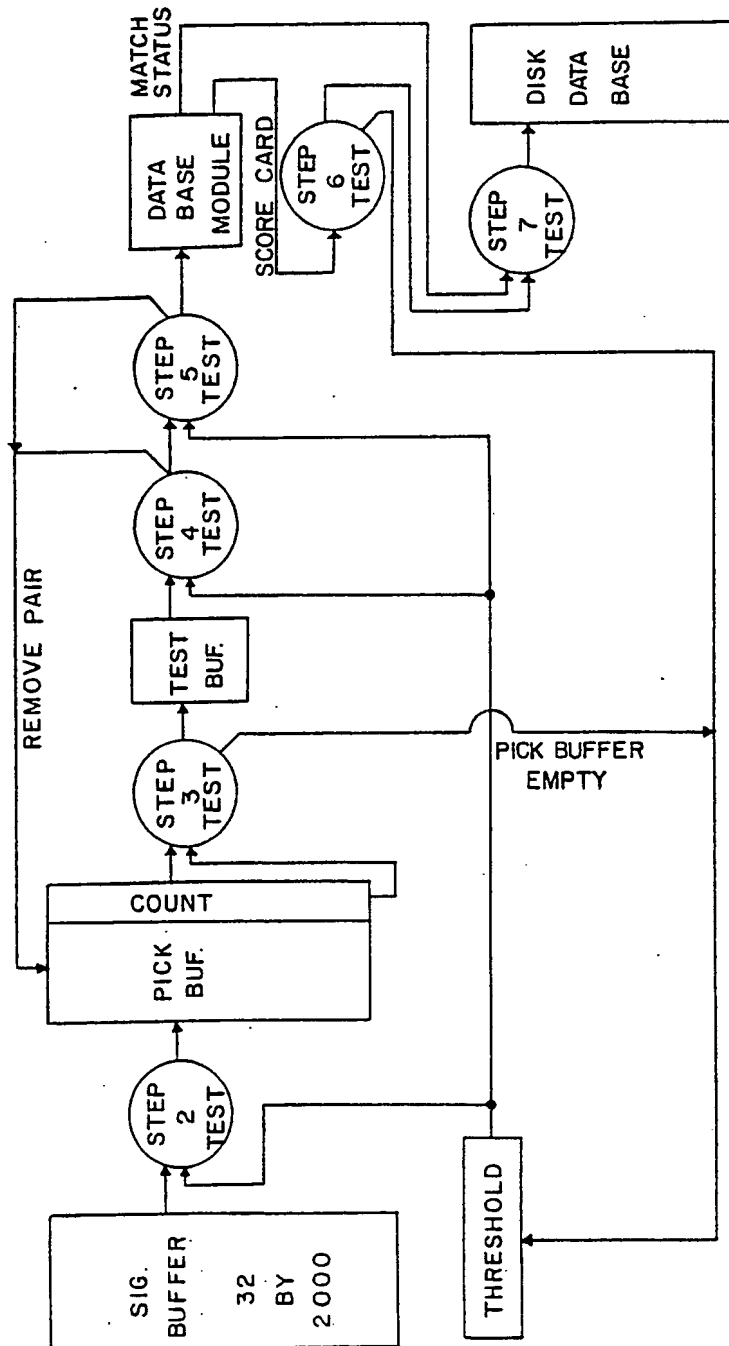 SIG.
BUFFER
32
BY
2000
STEP
2
TEST
PICK
BUF.
COUNT
STEP
3
TEST
TEST
BUF.
STEP
4
TEST
STEP
5
TEST
REMOVE PAIR
DATA
BASE
MODULE
MATCH
STATUS
SCORE CARD
STEP
6
TEST
STEP
7
TEST
DISK
DATA
BASE
THRESHOLD
PICK BUFFER
EMPTY